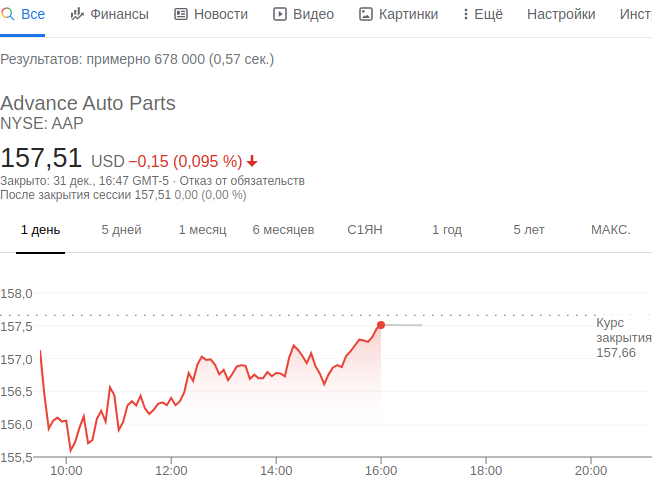 Все Финансы Новости Видео Картинки Ещё Настройки Инст
Результатов: примерно 678 000 (0,57 сек.)
Advance Auto Parts
NYSE: AAP
157,51 USD −0,15 (0,095 %)
Закрыто: 31 дек., 16:47 GMT-5 · Отказ от обязательств
После закрытия сессии 157,51 0,00 (0,00 %)
1 день 5 дней 1 месяц 6 месяцев С1ЯН 1 год 5 лет МАКС.
158,0
157,5
157,0
156,5
156,0
155,5
Курс
закрытия
157,66
10:00 12:00 14:00 16:00 18:00 20:00